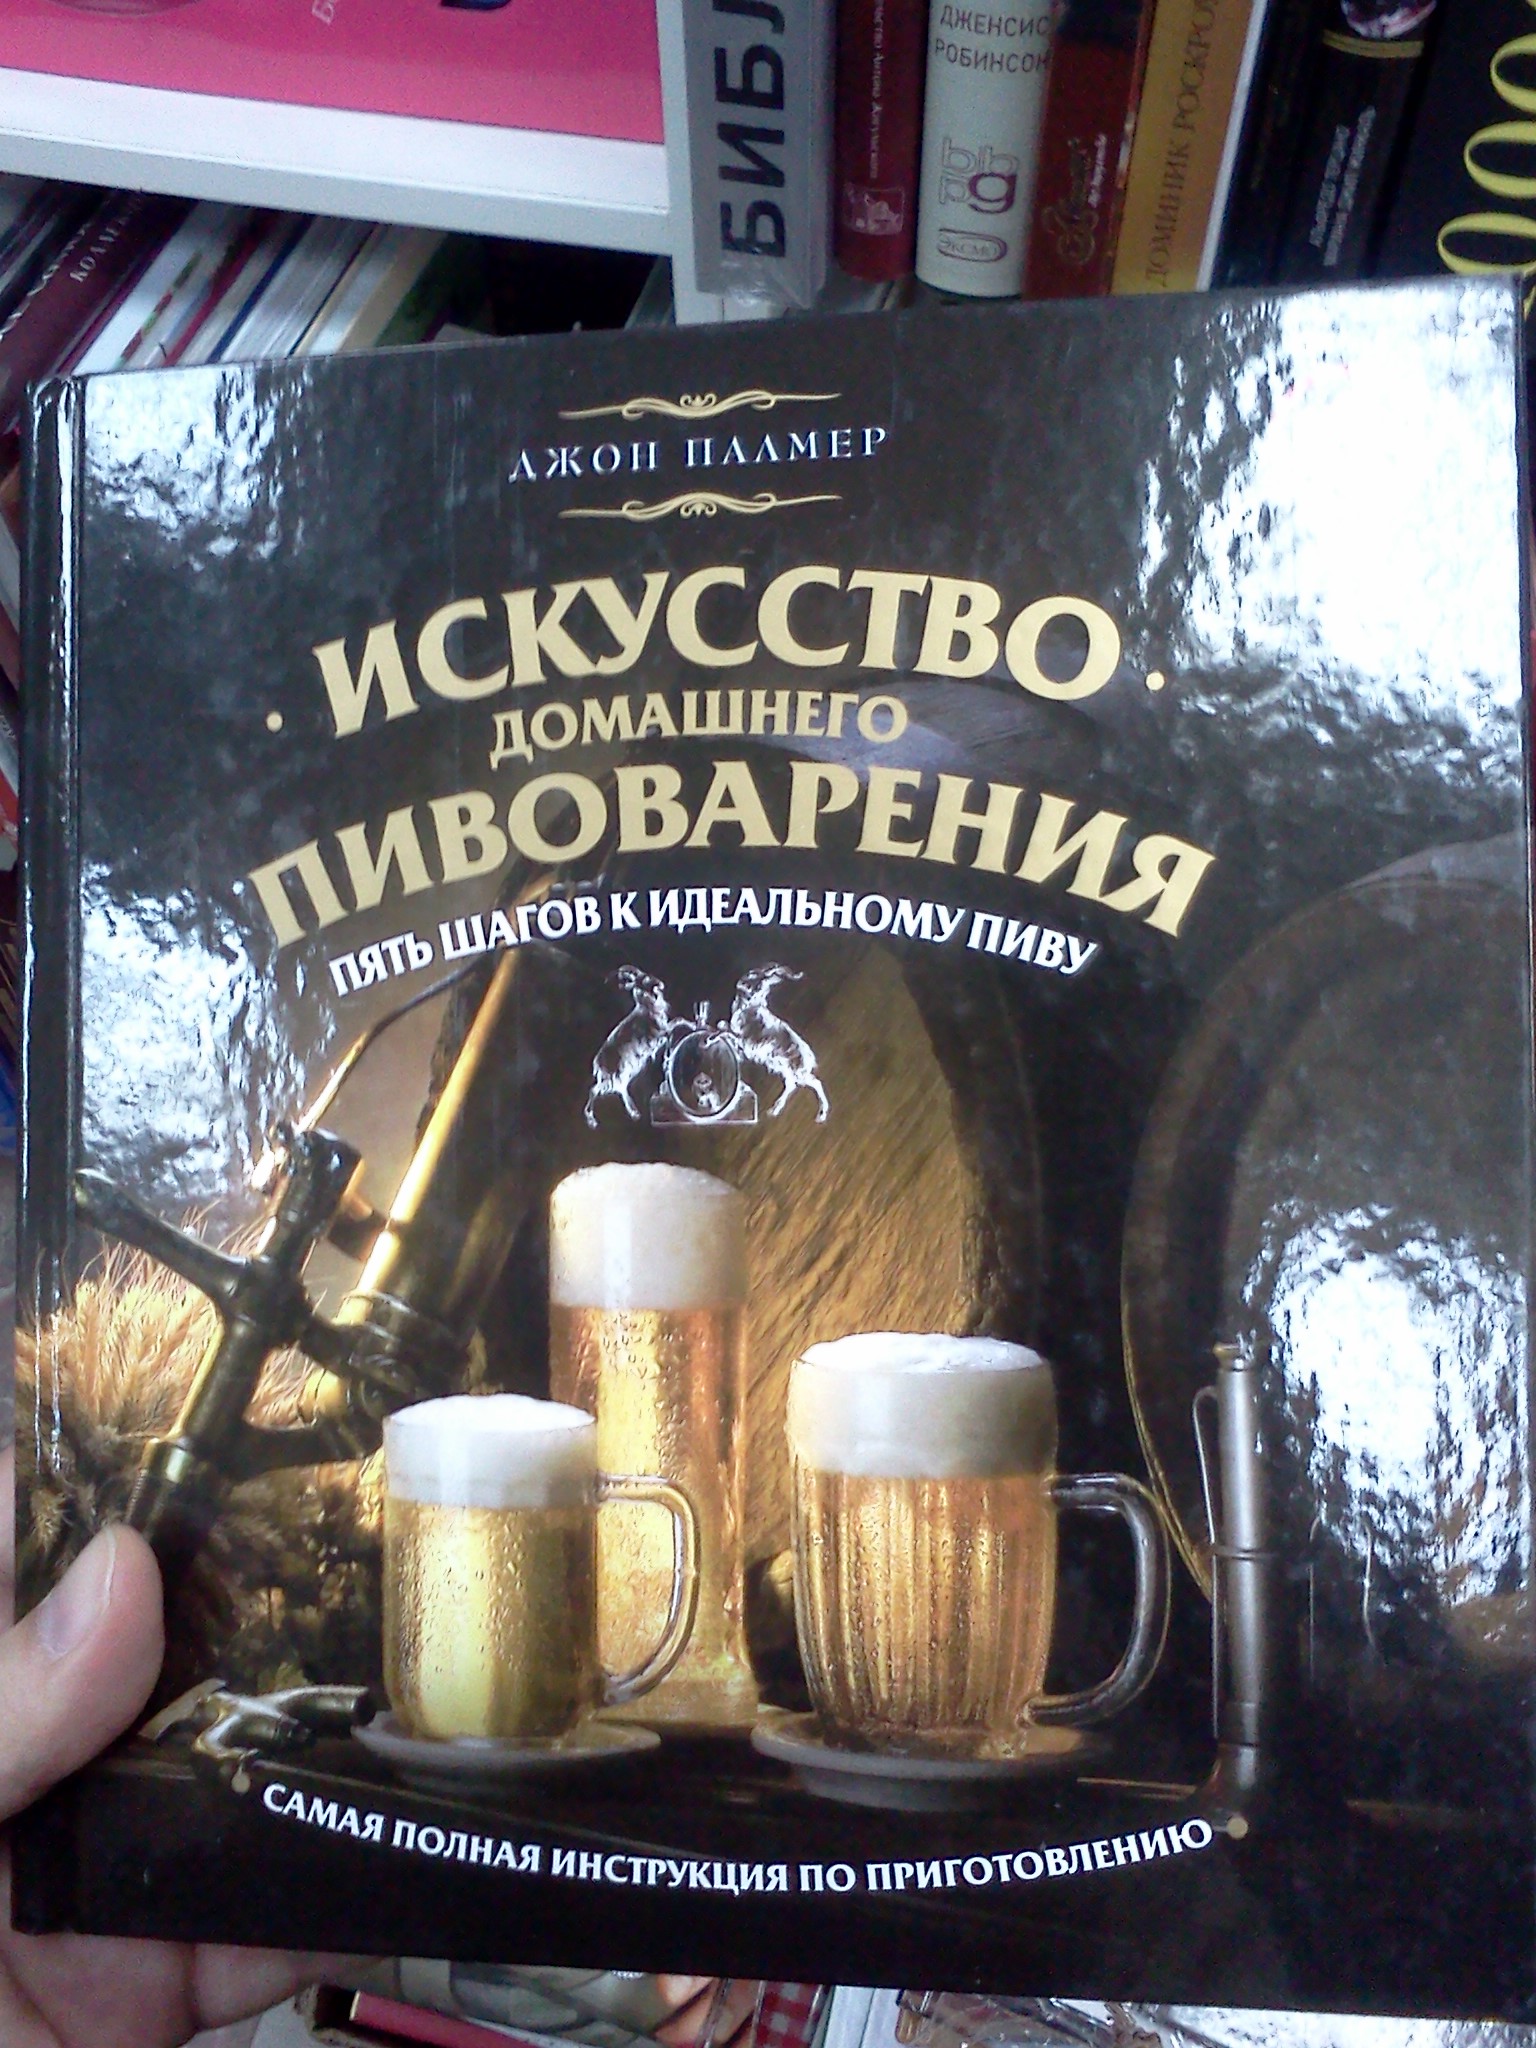 БИБЛ
ДЖЕНСИС
РОБИНСОН
ЭКСМО
ДОМИНИК РОСКРО
ДЖОН ПАЛМЕР
· ИСКУССТВО ·
ДОМАШНЕГО
ПИВОВАРЕНИЯ
ПЯТЬ ШАГОВ К ИДЕАЛЬНОМУ ПИВУ
САМАЯ ПОЛНАЯ ИНСТРУКЦИЯ ПО ПРИГОТОВЛЕНИЮ